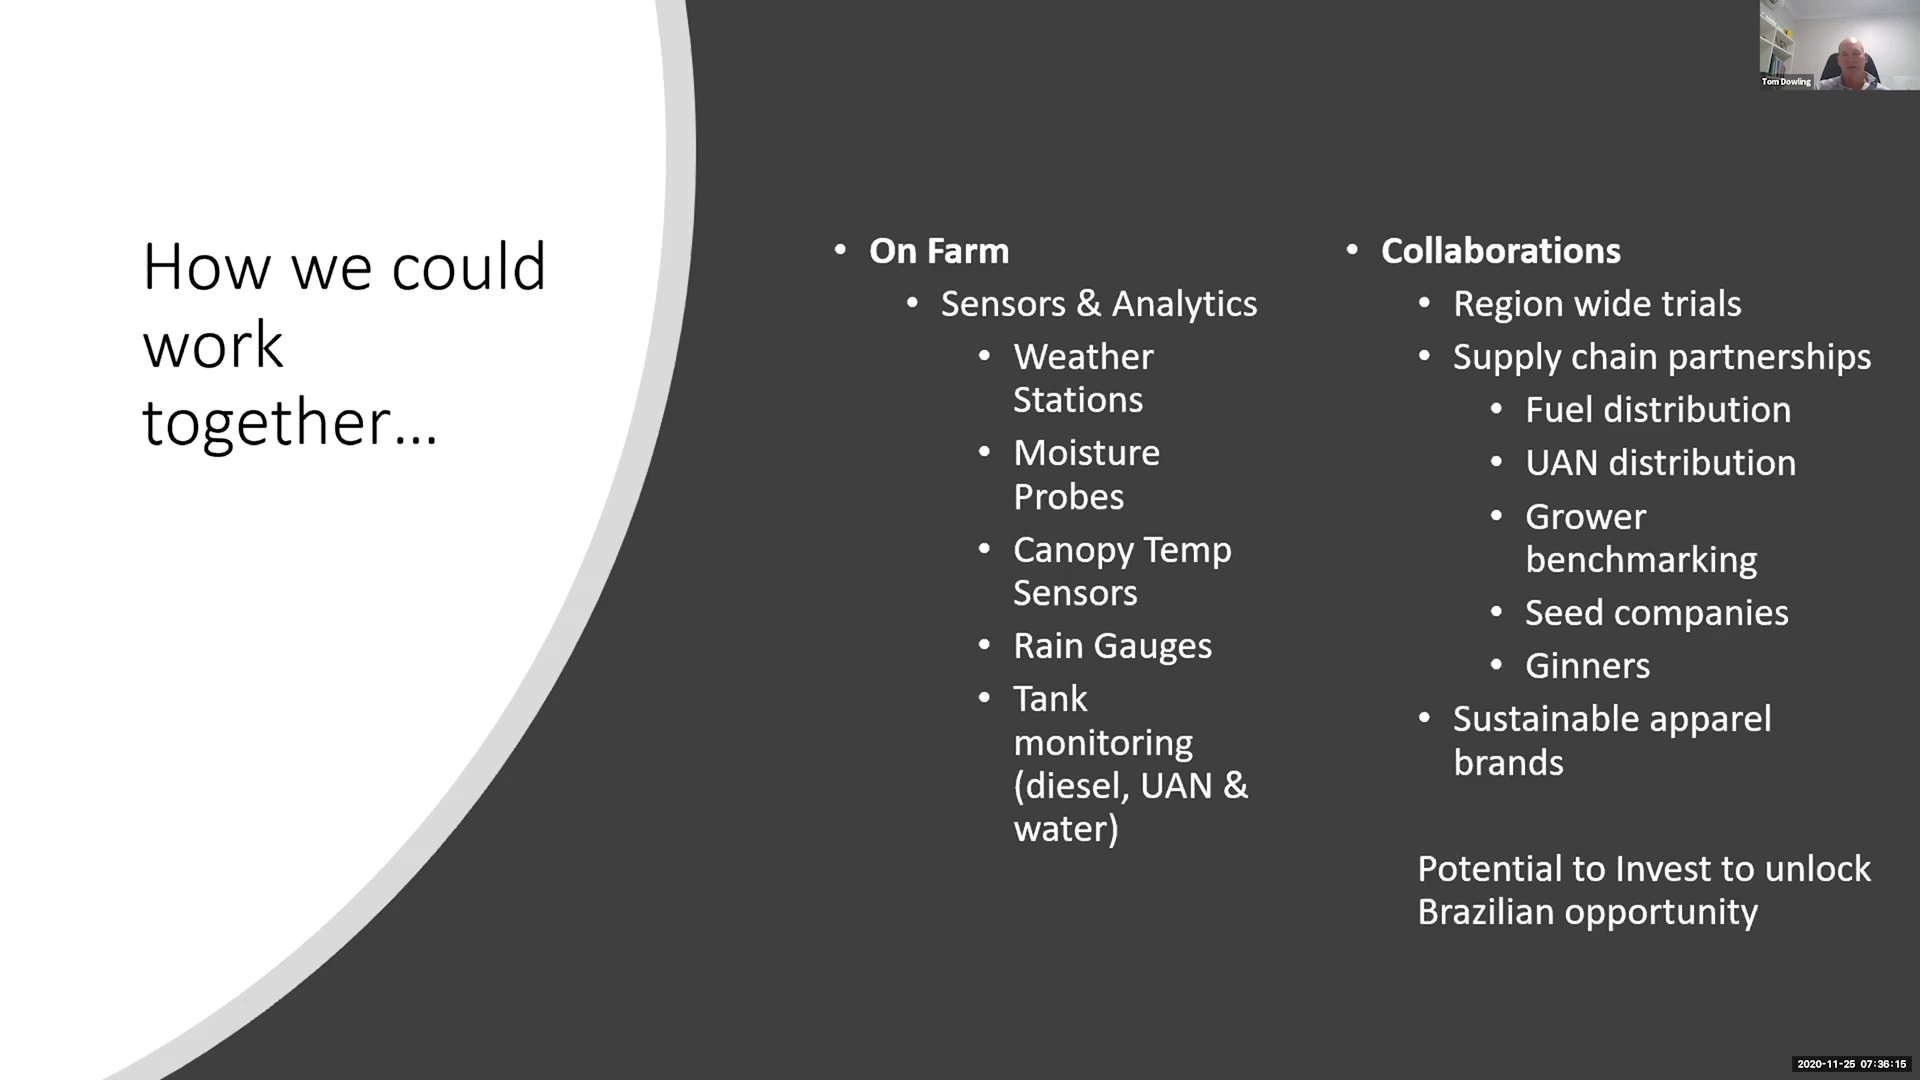 How we could
work
together...
• On Farm
• Sensors & Analytics
• Weather
Stations
• Moisture
Probes
• Canopy Temp
Sensors
• Rain Gauges
• Tank
monitoring
(diesel, UAN &
water)
• Collaborations
• Region wide trials
• Supply chain partnerships
• Fuel distribution
• UAN distribution
• Grower
benchmarking
• Seed companies
• Ginners
• Sustainable apparel
brands
Potential to Invest to unlock
Brazilian opportunity
Tom Dowling
2020-11-25 07:36:15